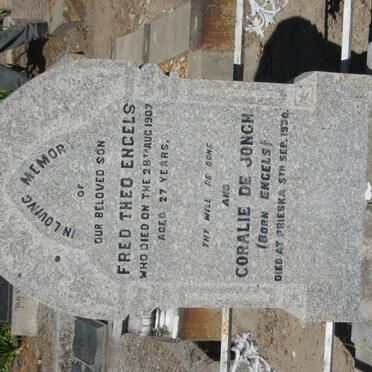 IN LOVING MEMORY
OF
OUR BELOVED SON
FRED THEO ENGELS
WHO DIED ON THE 28TH AUG 1907
AGED 27 YEARS.
THY WILL BE DONE
AND
CORALIE DE JONGH
(BORN ENGELS)
DIED AT PRIESKA 5TH SEP. 1930.